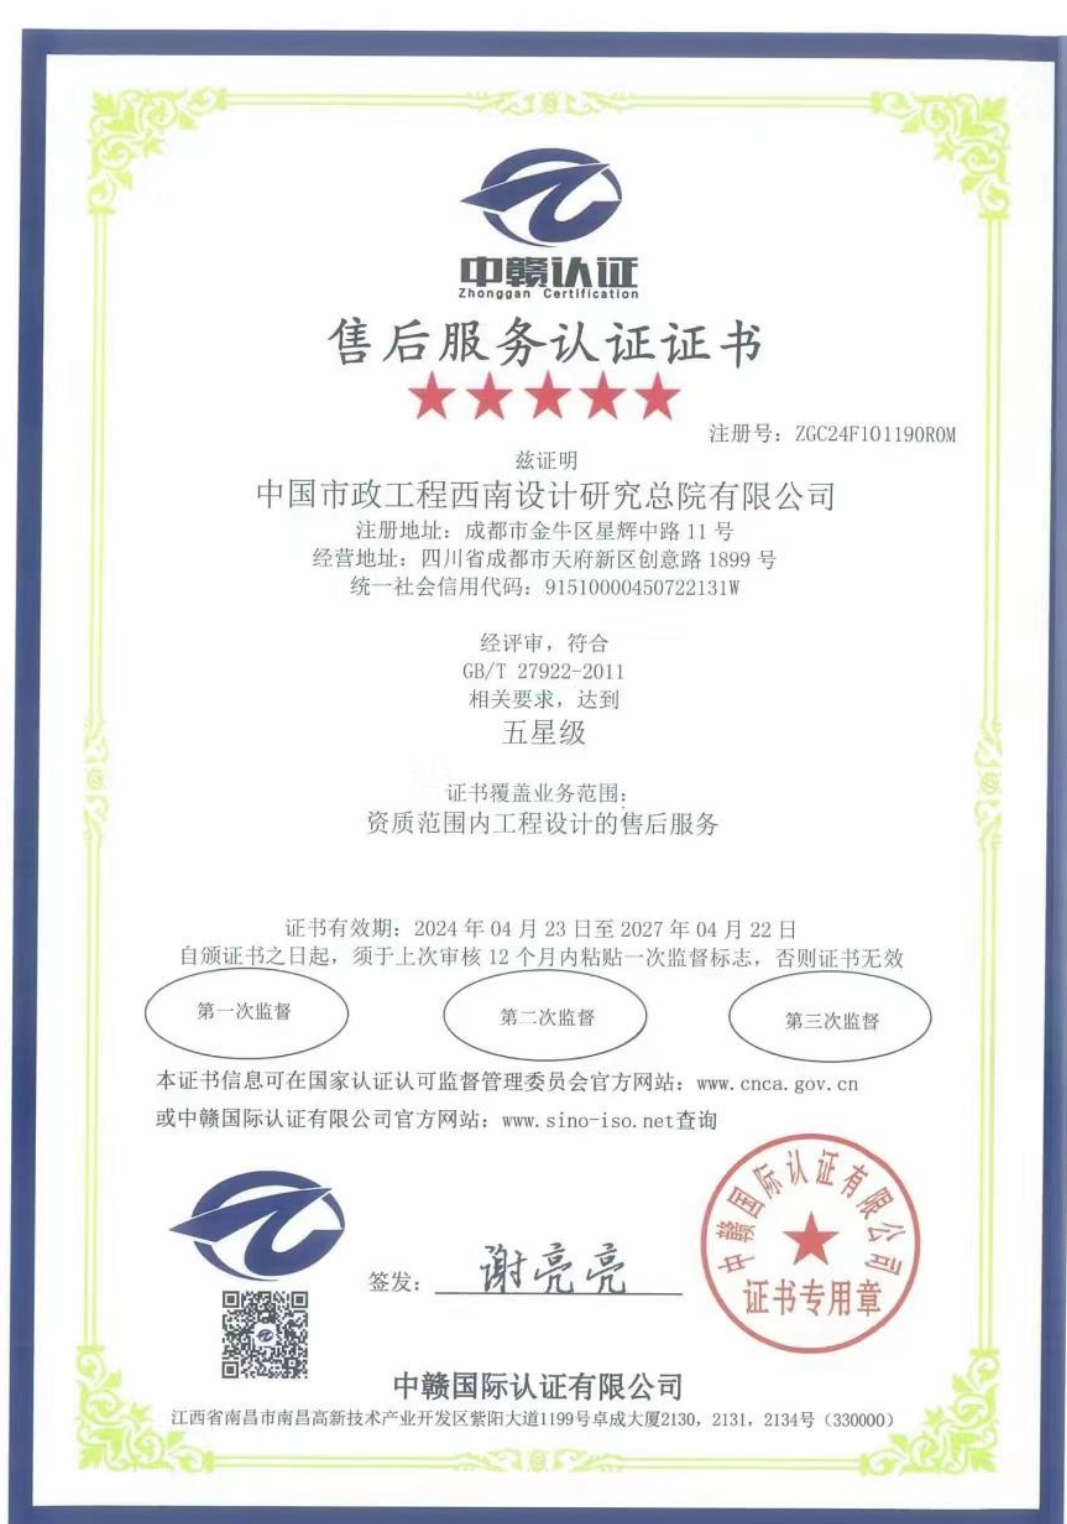 中赣认证
Zhonggan Certification
售后服务认证证书
注册号：ZGC24F101190R0M
兹证明
中国市政工程西南设计研究总院有限公司
注册地址：成都市金牛区星辉中路 11 号
经营地址：四川省成都市天府新区创意路 1899 号
统一社会信用代码：91510000450722131W
经评审，符合
GB/T 27922-2011
相关要求，达到
五星级
证书覆盖业务范围：
资质范围内工程设计的售后服务
证书有效期：2024 年 04 月 23 日至 2027 年 04 月 22 日
自颁证书之日起，须于上次审核 12 个月内粘贴一次监督标志，否则证书无效
第一次监督
第二次监督
第三次监督
本证书信息可在国家认证认可监督管理委员会官方网站：www.cnca.gov.cn
或中赣国际认证有限公司官方网站：www.sino-iso.net查询
中赣国际认证有限公司
证书专用章
签发：谢亮亮
中赣国际认证有限公司
江西省南昌市南昌高新技术产业开发区紫阳大道1199号卓成大厦2130，2131，2134号（330000）